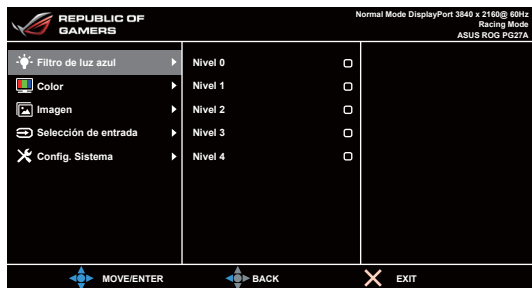 REPUBLIC OF
GAMERS
Normal Mode DisplayPort 3840 x 2160@ 60Hz
Racing Mode
ASUS ROG PG27A
Filtro de luz azul
Color
Imagen
Selección de entrada
Config. Sistema
Nivel 0
Nivel 1
Nivel 2
Nivel 3
Nivel 4
MOVE/ENTER
BACK
EXIT